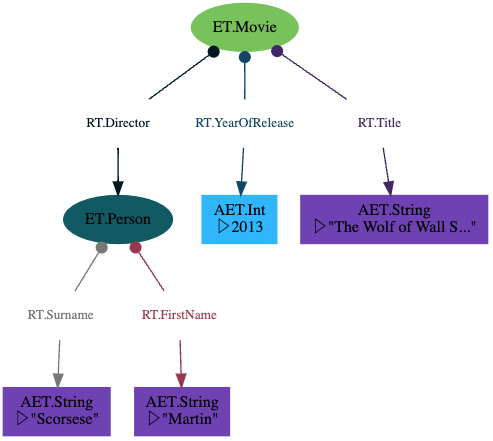 ET.Movie
RT.Director
RT.YearOfRelease
RT.Title
ET.Person
AET.Int
▷2013
AET.String
▷"The Wolf of Wall S..."
RT.Surname
RT.FirstName
AET.String
▷"Scorsese"
AET.String
▷"Martin"